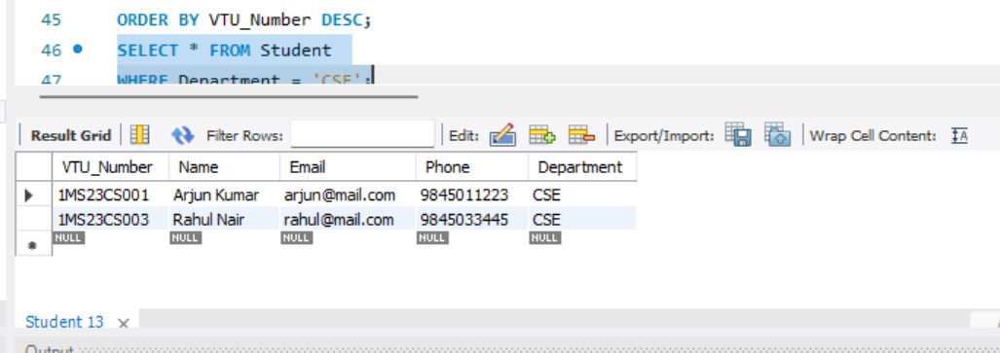 45 ORDER BY VTU_Number DESC;
46 SELECT * FROM Student
47 WHERE Department = 'CSE';
Result Grid Filter Rows: Edit: Export/Import: Wrap Cell Content: IA
VTU_Number Name Email Phone Department
1MS23CS001 Arjun Kumar arjun@mail.com 9845011223 CSE
1MS23CS003 Rahul Nair rahul@mail.com 9845033445 CSE
NULL NULL NULL NULL NULL
Student 13
Output